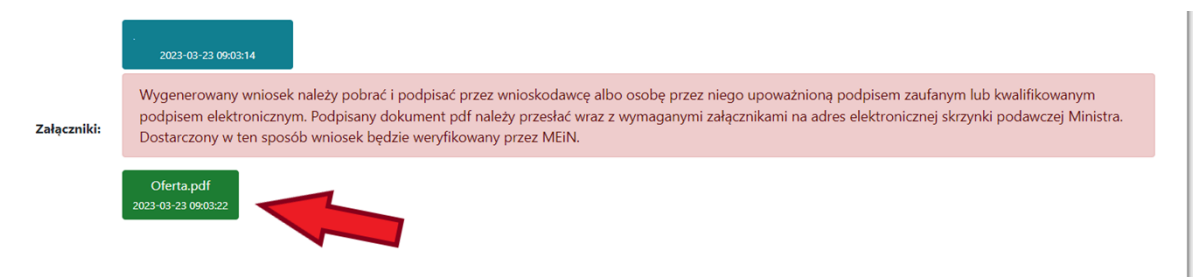 .
2023-03-23 09:03:14
Wygenerowany wniosek należy pobrać i podpisać przez wnioskodawcę albo osobę przez niego upoważnioną podpisem zaufanym lub kwalifikowanym
podpisem elektronicznym. Podpisany dokument pdf należy przesłać wraz z wymaganymi załącznikami na adres elektronicznej skrzynki podawczej Ministra.
Załączniki:
Dostarczony w ten sposób wniosek będzie weryfikowany przez MEiN.
Oferta.pdf
2023-03-23 09:03:22